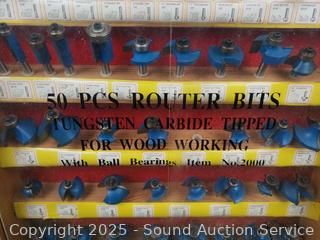 50 PCS ROUTER BITS
TUNGSTEN CARBIDE TIPPED
FOR WOOD WORKING
With Ball Bearings Item No.2000
Copyright 2025 - Sound Auction Service